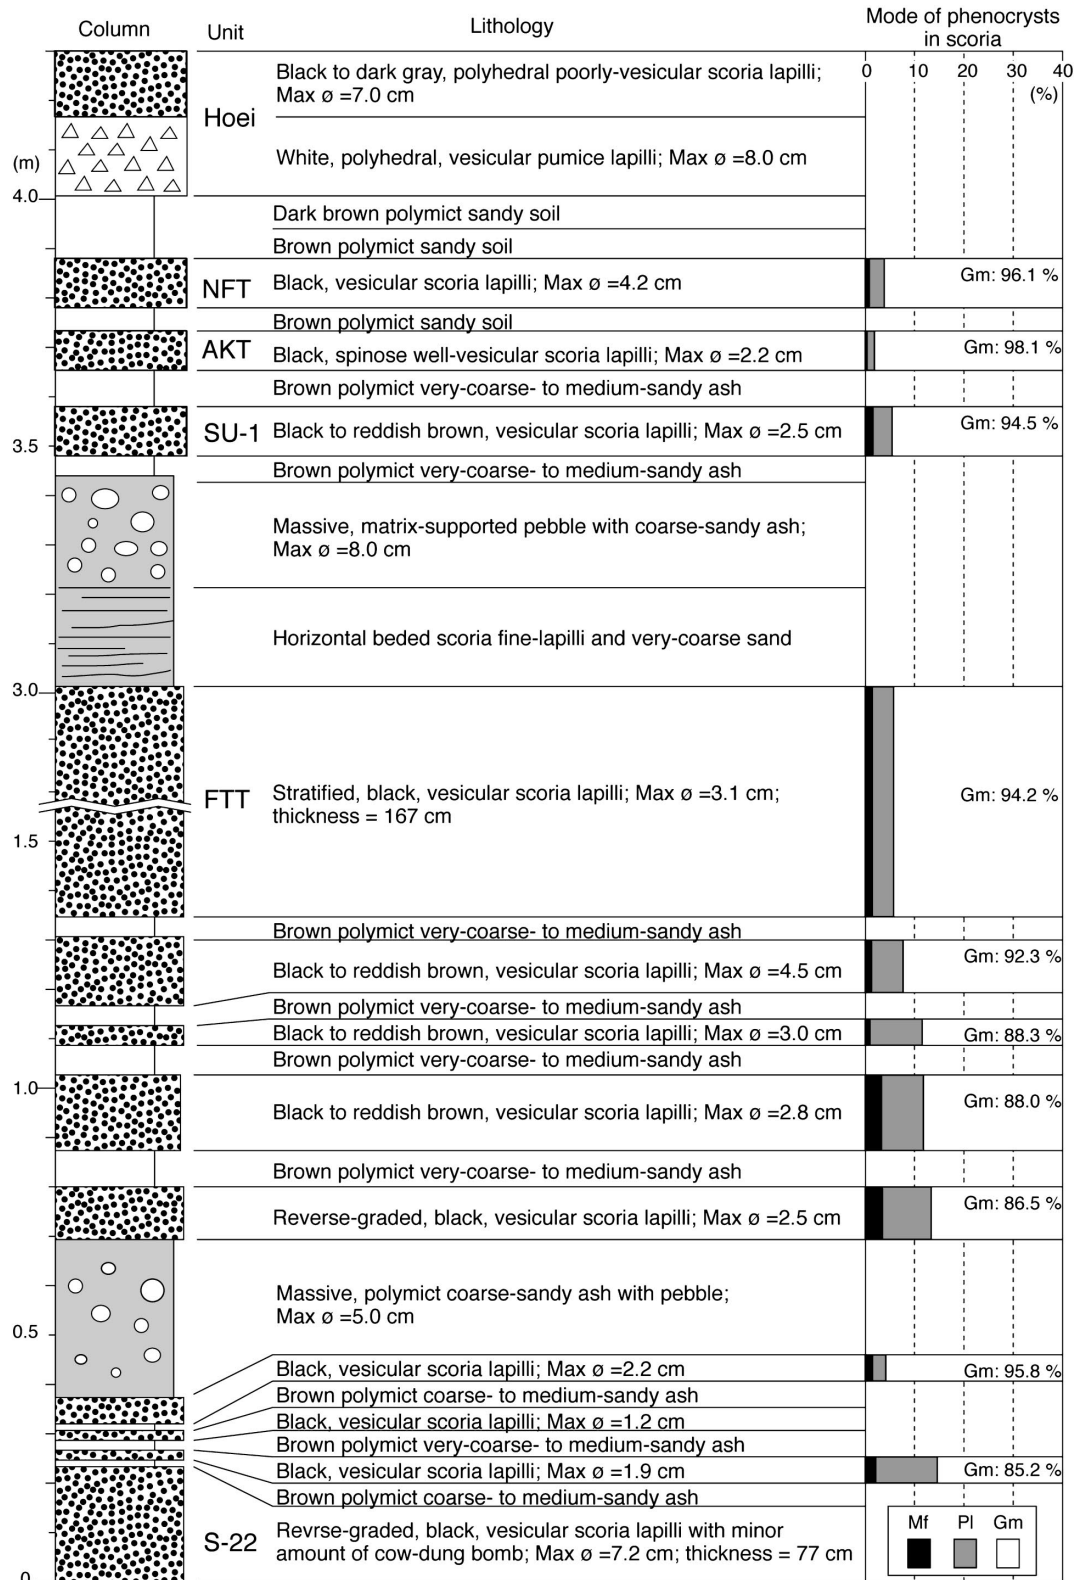 Column
Unit
Lithology
Mode of phenocrysts
in scoria
0 10 20 30 40
(%)
Black to dark gray, polyhedral poorly-vesicular scoria lapilli;
Max ø =7.0 cm
Hoei
White, polyhedral, vesicular pumice lapilli; Max ø =8.0 cm
(m)
4.0
Dark brown polymict sandy soil
Brown polymict sandy soil
NFT
Black, vesicular scoria lapilli; Max ø =4.2 cm
Gm: 96.1 %
Brown polymict sandy soil
AKT
Black, spinose well-vesicular scoria lapilli; Max ø =2.2 cm
Gm: 98.1 %
Brown polymict very-coarse- to medium-sandy ash
SU-1
Black to reddish brown, vesicular scoria lapilli; Max ø =2.5 cm
Gm: 94.5 %
3.5
Brown polymict very-coarse- to medium-sandy ash
Massive, matrix-supported pebble with coarse-sandy ash;
Max ø =8.0 cm
Horizontal beded scoria fine-lapilli and very-coarse sand
3.0
FTT
Stratified, black, vesicular scoria lapilli; Max ø =3.1 cm;
thickness = 167 cm
Gm: 94.2 %
1.5
Brown polymict very-coarse- to medium-sandy ash
Black to reddish brown, vesicular scoria lapilli; Max ø =4.5 cm
Gm: 92.3 %
Brown polymict very-coarse- to medium-sandy ash
Black to reddish brown, vesicular scoria lapilli; Max ø =3.0 cm
Gm: 88.3 %
Brown polymict very-coarse- to medium-sandy ash
1.0
Black to reddish brown, vesicular scoria lapilli; Max ø =2.8 cm
Gm: 88.0 %
Brown polymict very-coarse- to medium-sandy ash
Reverse-graded, black, vesicular scoria lapilli; Max ø =2.5 cm
Gm: 86.5 %
Massive, polymict coarse-sandy ash with pebble;
Max ø =5.0 cm
0.5
Black, vesicular scoria lapilli; Max ø =2.2 cm
Gm: 95.8 %
Brown polymict coarse- to medium-sandy ash
Black, vesicular scoria lapilli; Max ø =1.2 cm
Brown polymict very-coarse- to medium-sandy ash
Black, vesicular scoria lapilli; Max ø =1.9 cm
Gm: 85.2 %
Brown polymict coarse- to medium-sandy ash
S-22
Revrse-graded, black, vesicular scoria lapilli with minor
amount of cow-dung bomb; Max ø =7.2 cm; thickness = 77 cm
Mf Pl Gm
0